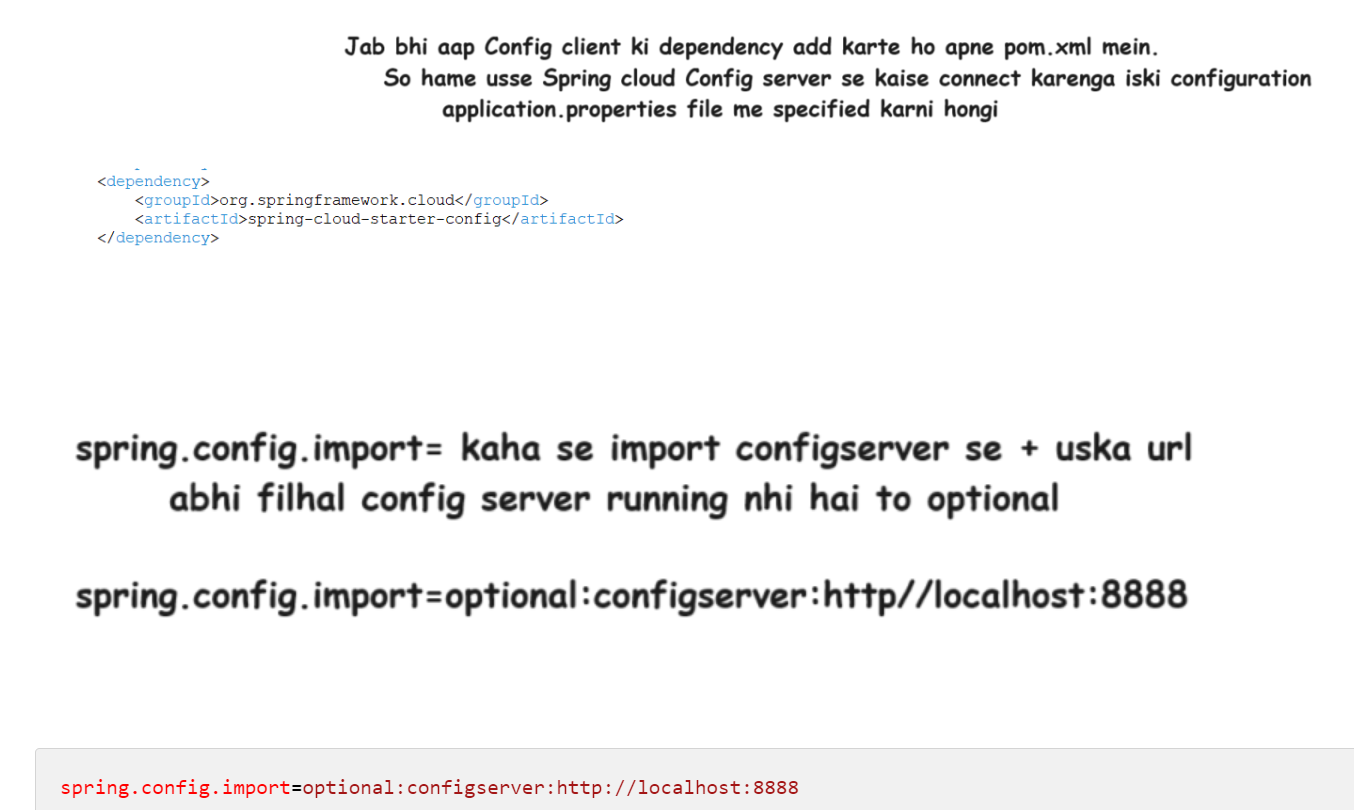 Jab bhi aap Config client ki dependency add karte ho apne pom.xml mein.
So hame usse Spring cloud Config server se kaise connect karenga iski configuration
application.properties file me specified karni hongi
<dependency>
<groupId>org.springframework.cloud</groupId>
<artifactId>spring-cloud-starter-config</artifactId>
</dependency>
spring.config.import= kaha se import configserver se + uska url
abhi filhal config server running nhi hai to optional
spring.config.import=optional:configserver:http//localhost:8888
spring.config.import=optional:configserver:http://localhost:8888